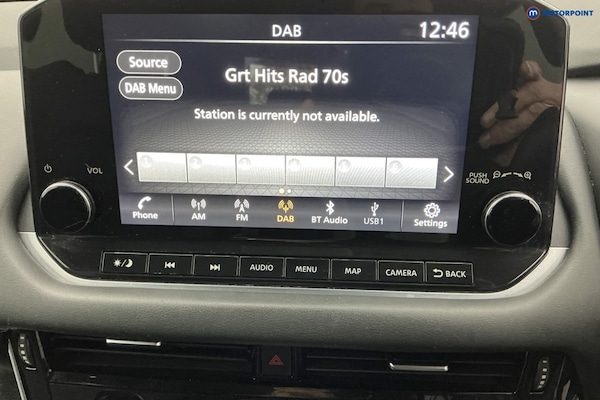 MOTORPOINT
DAB
12:46
Source
Grt Hits Rad 70s
DAB Menu
Station is currently not available.
VOL
PUSH
SOUND
Phone
AM
FM
DAB
BT Audio
USB1
Settings
AUDIO
MENU
MAP
CAMERA
BACK